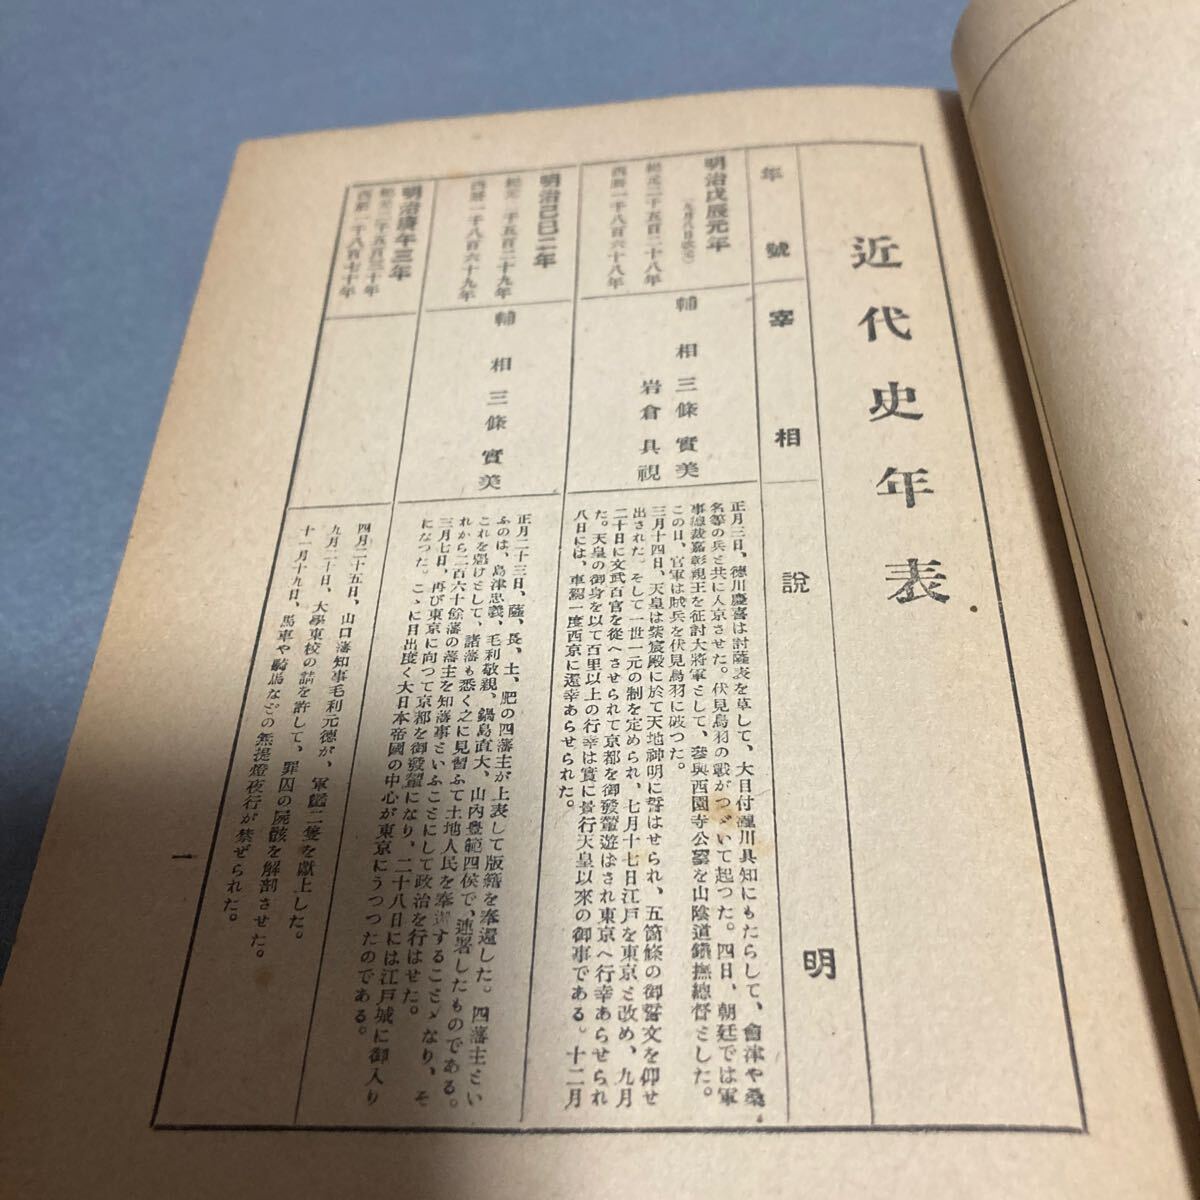 近代史年表
年號
宰相
說明
明治戊辰元年
(九月八日改元)
紀元二千五百二十八年
西曆一千八百六十八年
輔相三條實美
岩倉具視
正月三日、德川慶喜は討薩表を草して、大目付瀧川具知にもたらして、會津や桑
名等の兵と共に入京させた。伏見鳥羽の戰がつゞいて起つた。四日、朝廷では軍
事總裁嘉彰親王を征討大將軍として、參與西園寺公望を山陰道鎭撫總督とした。
この日、官軍は賊兵を伏見鳥羽に破つた。
三月十四日、天皇は紫宸殿に於て天地神明に誓はせられ、五箇條の御誓文を仰せ
出された。そして一世一元の制を定められ、七月十七日江戶を東京と改め、九月
二十日に文武百官を從へさせられて京都を御發輦遊ばされ東京へ行幸あらせられ
た。天皇の御身を以て百里以上の行幸は實に景行天皇以來の御事である。十二月
八日には、車駕一度西京に還幸あらせられた。
明治己巳二年
紀元二千五百二十九年
西曆一千八百六十九年
輔相三條實美
正月二十三日、薩、長、土、肥の四藩主が上表して版籍を奉還した。四藩主とい
ふのは、島津忠義、毛利敬親、鍋島直大、山內豐範四侯で、連署したものである。
これを魁けとして、諸藩も悉く之に見習ふて土地人民を奉還することゝなり、そ
れから二百六十餘藩の藩主を知藩事といふことにして政治を行はせた。
三月七日、再び東京に向つて京都を御發輦になり、二十八日には江戶城に御入り
になつた。こゝに目出度く大日本帝國の中心が東京にうつつたのである。
明治庚午三年
紀元二千五百三十年
西曆一千八百七十年
四月二十五日、山口藩知事毛利元德が、軍艦二隻を獻上した。
九月二十日、大學東校の請を許して、罪囚の屍骸を解剖させた。
十一月十九日、馬車や騎馬などの無提燈夜行が禁ぜられた。
一